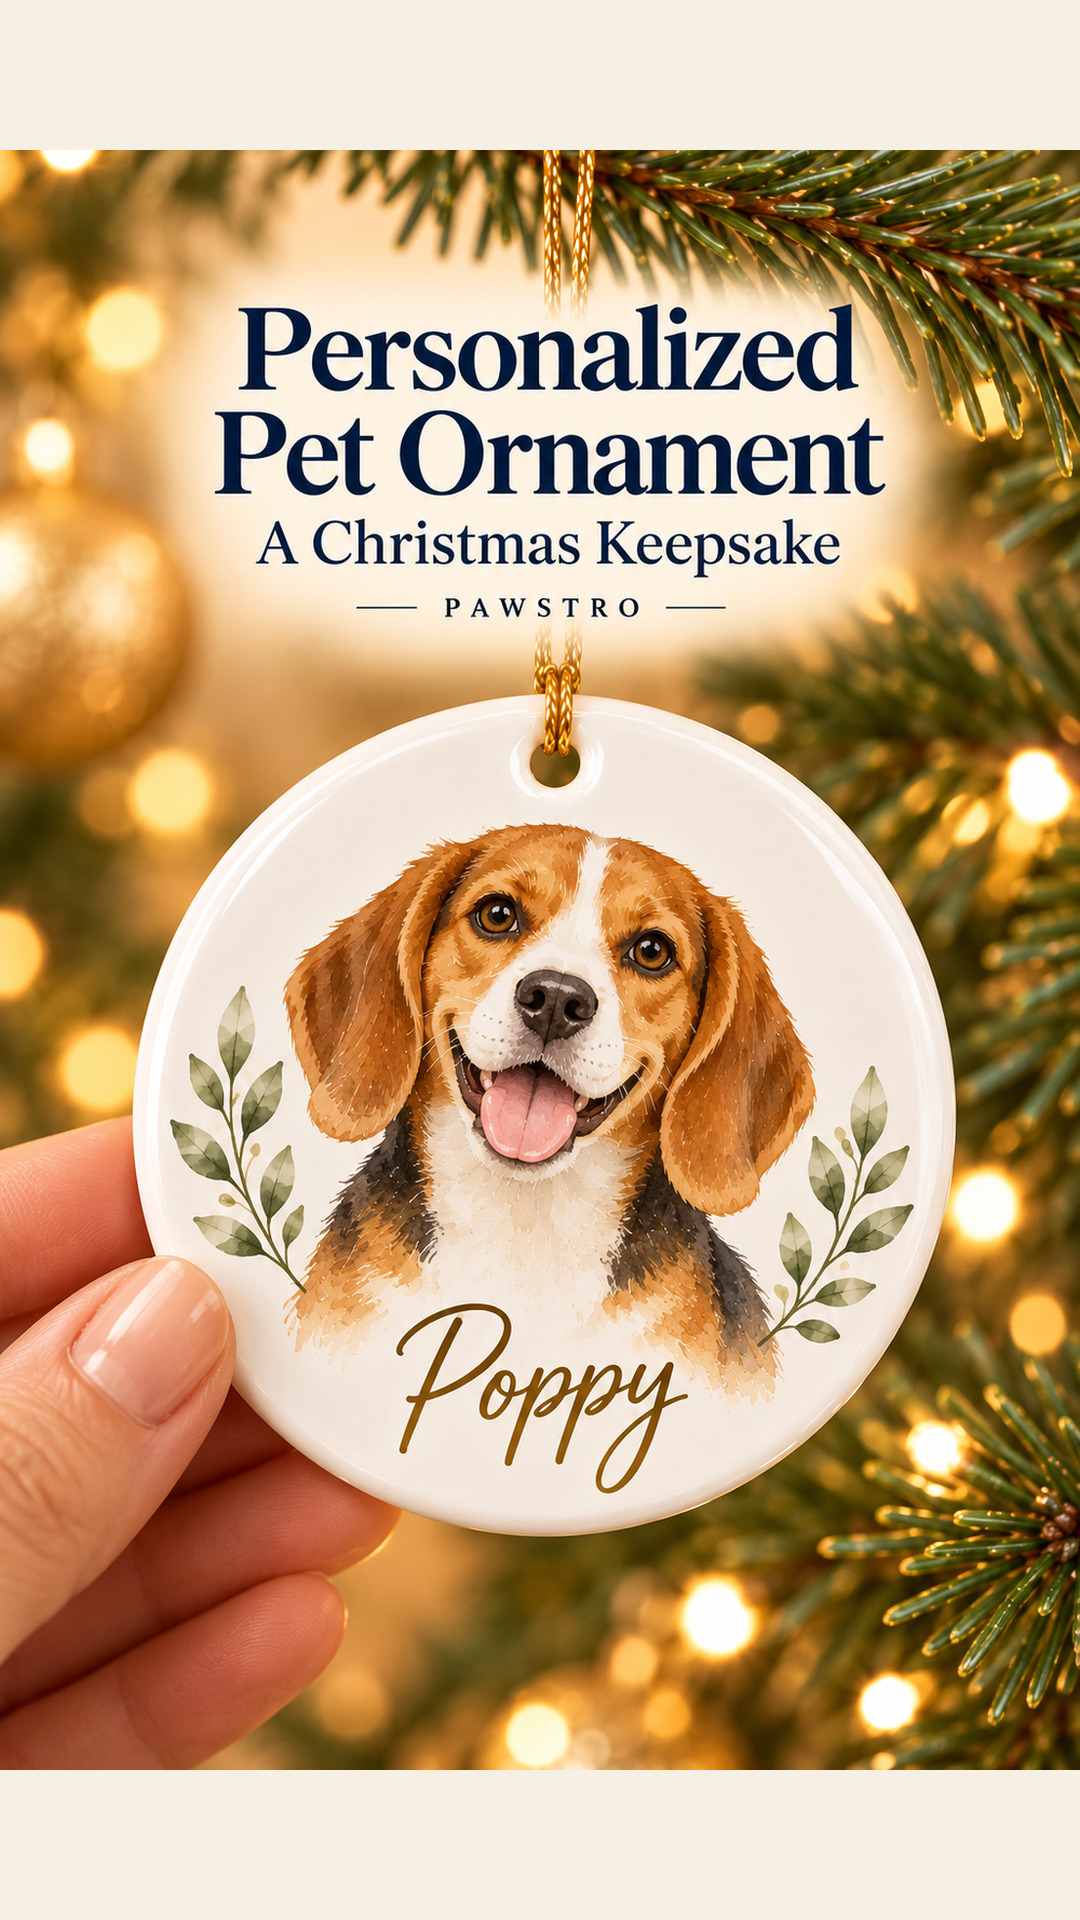 Personalized
Pet Ornament
A Christmas Keepsake
PAWSTRO
Poppy